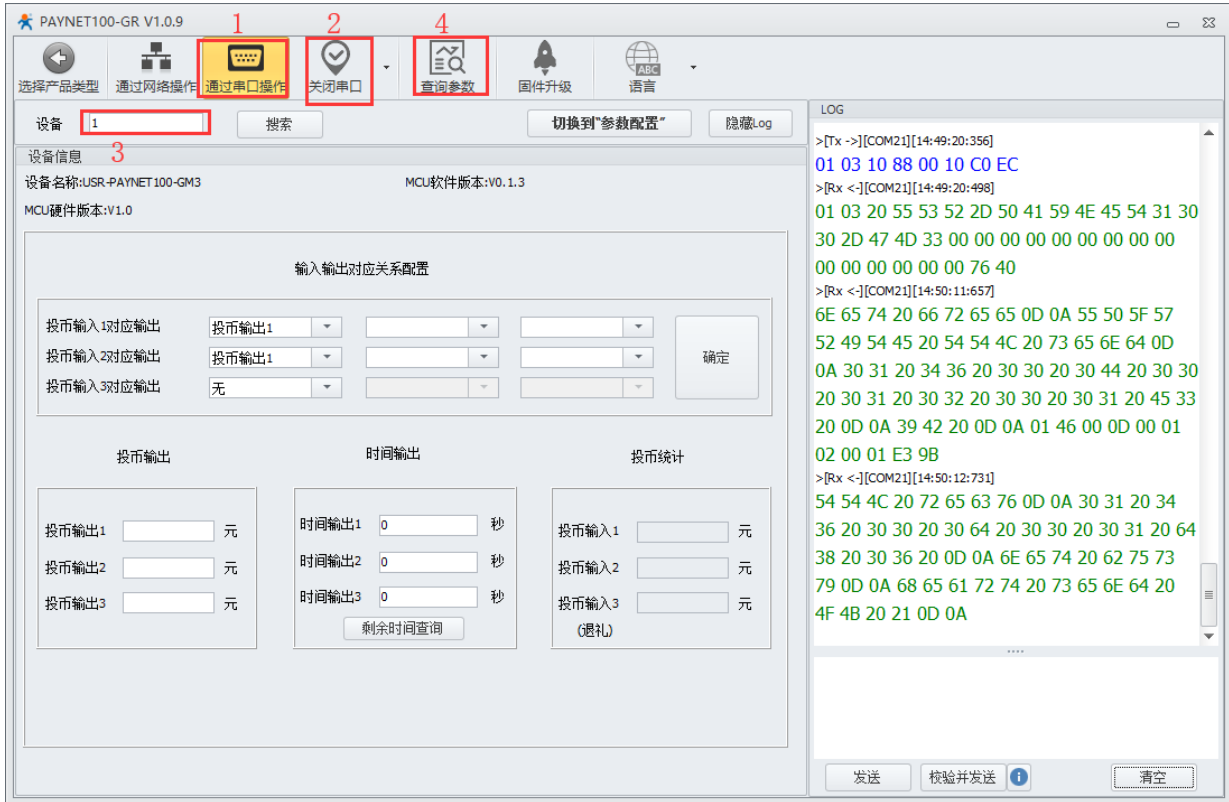 PAYNET100-GR V1.0.9
1
2
4
ABC
选择产品类型 通过网络操作 通过串口操作 关闭串口 查询参数 固件升级 语言
设备 1 搜索 切换到"参数配置" 隐藏Log
3
设备信息
设备名称:USR-PAYNET100-GM3 MCU软件版本:V0.1.3
MCU硬件版本:V1.0
输入输出对应关系配置
投币输入1对应输出 投币输出1
投币输入2对应输出 投币输出1
投币输入3对应输出 无
确定
投币输出 时间输出 投币统计
投币输出1 元
投币输出2 元
投币输出3 元
时间输出1 0 秒
时间输出2 0 秒
时间输出3 0 秒
剩余时间查询
投币输入1 元
投币输入2 元
投币输入3 元
(退礼)
LOG
>[Tx ->][COM21][14:49:20:356]
01 03 10 88 00 10 C0 EC
>[Rx <-][COM21][14:49:20:498]
01 03 20 55 53 52 2D 50 41 59 4E 45 54 31 30
30 2D 47 4D 33 00 00 00 00 00 00 00 00 00
00 00 00 00 00 00 76 40
>[Rx <-][COM21][14:50:11:657]
6E 65 74 20 66 72 65 65 0D 0A 55 50 5F 57
52 49 54 45 20 54 54 4C 20 73 65 6E 64 0D
0A 30 31 20 34 36 20 30 30 20 30 44 20 30 30
20 30 31 20 30 32 20 30 30 20 30 31 20 45 33
20 0D 0A 39 42 20 0D 0A 01 46 00 0D 00 01
02 00 01 E3 9B
>[Rx <-][COM21][14:50:12:731]
54 54 4C 20 72 65 63 76 0D 0A 30 31 20 34
36 20 30 30 20 30 64 20 30 30 20 30 31 20 64
38 20 30 36 20 0D 0A 6E 65 74 20 62 75 73
79 0D 0A 68 65 61 72 74 20 73 65 6E 64 20
4F 4B 20 21 0D 0A
发送 校验并发送 清空